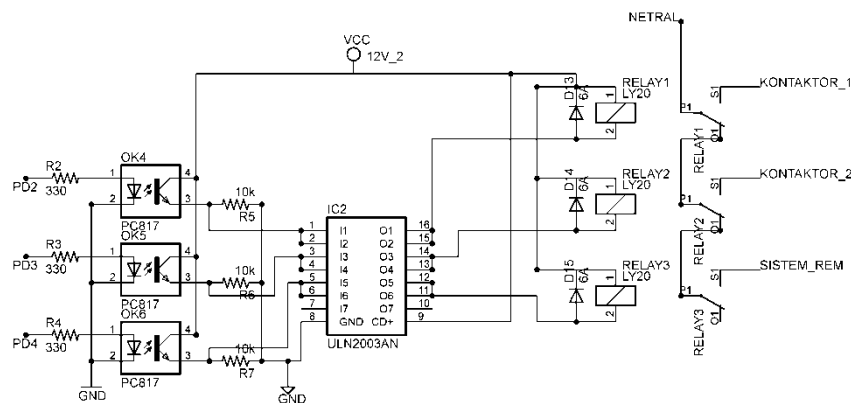 NETRAL
VCC
12V_2
D13
6A
RELAY1
1
2
LY20
S1
KONTAKTOR_1
P1
O1
RELAY1
OK4
R2
PD2
330
1
2
4
3
PC817
10k
R5
D14
6A
RELAY2
1
2
LY20
S1
KONTAKTOR_2
P1
O1
RELAY2
IC2
1 I1 O1 16
2 I2 O2 15
3 I3 O3 14
4 I4 O4 13
5 I5 O5 12
6 I6 O6 11
7 I7 O7 10
8 GND CD+ 9
ULN2003AN
OK5
R3
PD3
330
1
2
4
3
PC817
10k
R6
D15
6A
RELAY3
1
2
LY20
S1
SISTEM_REM
P1
O1
RELAY3
OK6
R4
PD4
330
1
2
4
3
PC817
10k
R7
GND
GND